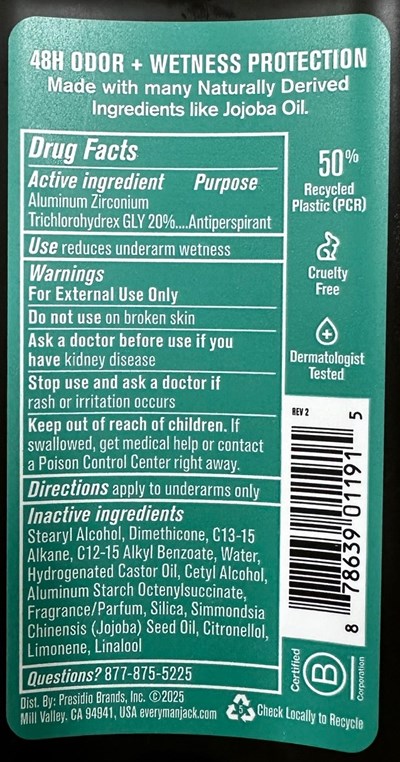 48H ODOR + WETNESS PROTECTION
Made with many Naturally Derived
Ingredients like Jojoba Oil.
Drug Facts
Active ingredient Purpose
Aluminum Zirconium
Trichlorohydrex GLY 20%....Antiperspirant
Use reduces underarm wetness
Warnings
For External Use Only
Do not use on broken skin
Ask a doctor before use if you
have kidney disease
Stop use and ask a doctor if
rash or irritation occurs
Keep out of reach of children. If
swallowed, get medical help or contact
a Poison Control Center right away.
Directions apply to underarms only
Inactive ingredients
Stearyl Alcohol, Dimethicone, C13-15
Alkane, C12-15 Alkyl Benzoate, Water,
Hydrogenated Castor Oil, Cetyl Alcohol,
Aluminum Starch Octenylsuccinate,
Fragrance/Parfum, Silica, Simmondsia
Chinensis (Jojoba) Seed Oil, Citronellol,
Limonene, Linalool
Questions? 877-875-5225
Dist. By: Presidio Brands, Inc. ©2025
Mill Valley. CA 94941, USA everymanjack.com
5
Check Locally to Recycle
50%
Recycled
Plastic (PCR)
Cruelty
Free
Dermatologist
Tested
REV 2
8 78639 01191 5
Certified
B
Corporation